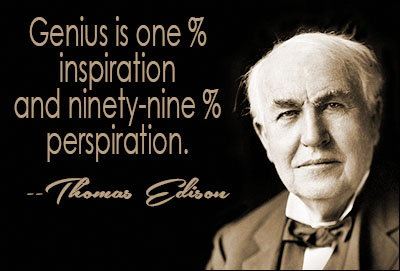 Genius is one %
inspiration
and ninety-nine %
perspiration.
--Thomas Edison